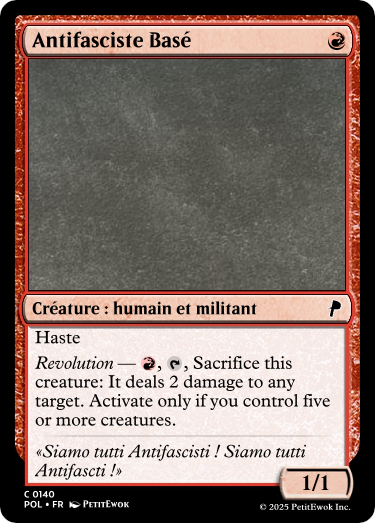 Antifasciste Basé
Créature : humain et militant
Haste
Revolution — , , Sacrifice this
creature: It deals 2 damage to any
target. Activate only if you control five
or more creatures.
«Siamo tutti Antifascisti ! Siamo tutti
Antifascti !»
1/1
C 0140
POL • FR PETITEWOK
© 2025 PetitEwok Inc.